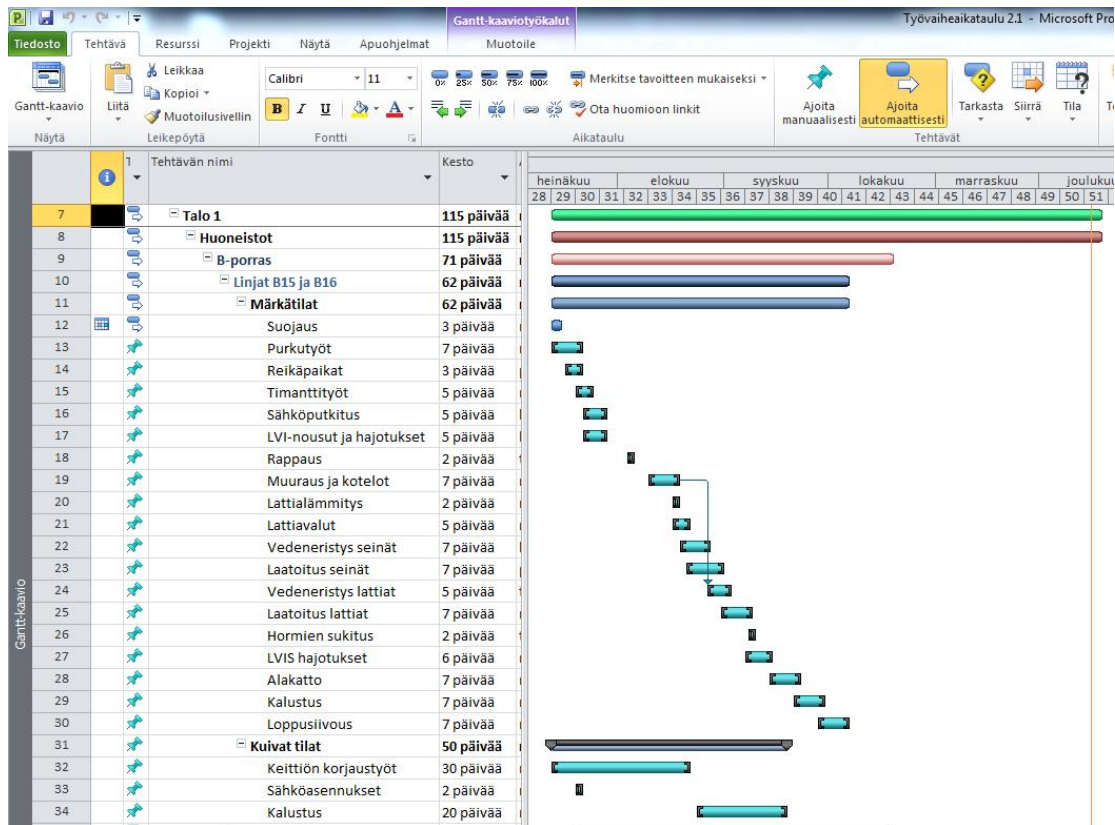 Gantt-kaaviotyökalut
Työvaiheaikataulu 2.1 - Microsoft Pro
Tiedosto Tehtävä Resurssi Projekti Näytä Apuohjelmat Muotoile
Leikkaa
Kopioi
Muotoilusivellin
Gantt-kaavio
Liitä
Calibri 11
B I U A
0% 25% 50% 75% 100%
Merkitse tavoitteen mukaiseksi
Ota huomioon linkit
Ajoita manuaalisesti
Ajoita automaattisesti
Tarkasta Siirrä Tila
Näytä Leikepöytä Fontti Aikataulu Tehtävät
Tehtävän nimi Kesto
heinäkuu elokuu syyskuu lokakuu marraskuu jouluku
28 29 30 31 32 33 34 35 36 37 38 39 40 41 42 43 44 45 46 47 48 49 50 51
7 Talo 1 115 päivää
8 Huoneistot 115 päivää
9 B-porras 71 päivää
10 Linjat B15 ja B16 62 päivää
11 Märkätilat 62 päivää
12 Suojaus 3 päivää
13 Purkutyöt 7 päivää
14 Reikäpaikat 3 päivää
15 Timanttityöt 5 päivää
16 Sähköputkitus 5 päivää
17 LVI-nousut ja hajotukset 5 päivää
18 Rappaus 2 päivää
19 Muuraus ja kotelot 7 päivää
20 Lattialämmitys 2 päivää
21 Lattiavalut 5 päivää
22 Vedeneristys seinät 7 päivää
23 Laatoitus seinät 7 päivää
24 Vedeneristys lattiat 5 päivää
25 Laatoitus lattiat 7 päivää
26 Hormien sukitus 2 päivää
27 LVIS hajotukset 6 päivää
28 Alakatto 7 päivää
29 Kalustus 7 päivää
30 Loppusiivous 7 päivää
31 Kuivat tilat 50 päivää
32 Keittiön korjaustyöt 30 päivää
33 Sähköasennukset 2 päivää
34 Kalustus 20 päivää
Gantt-kaavio